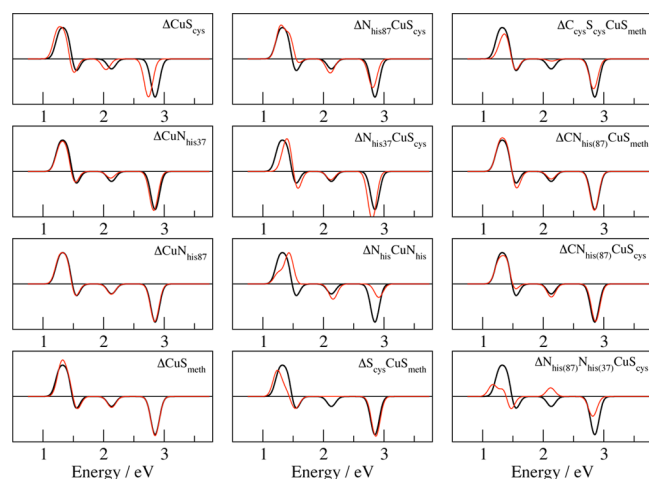 ΔCuS_cys
1 2 3
ΔN_his87CuS_cys
1 2 3
ΔC_cysS_cysCuS_meth
1 2 3
ΔCuN_his37
1 2 3
ΔN_his37CuS_cys
1 2 3
ΔCN_his(87)CuS_meth
1 2 3
ΔCuN_his87
1 2 3
ΔN_hisCuN_his
1 2 3
ΔCN_his(87)CuS_cys
1 2 3
ΔCuS_meth
1 2 3
Energy / eV
ΔS_cysCuS_meth
1 2 3
Energy / eV
ΔN_his(87)N_his(37)CuS_cys
1 2 3
Energy / eV